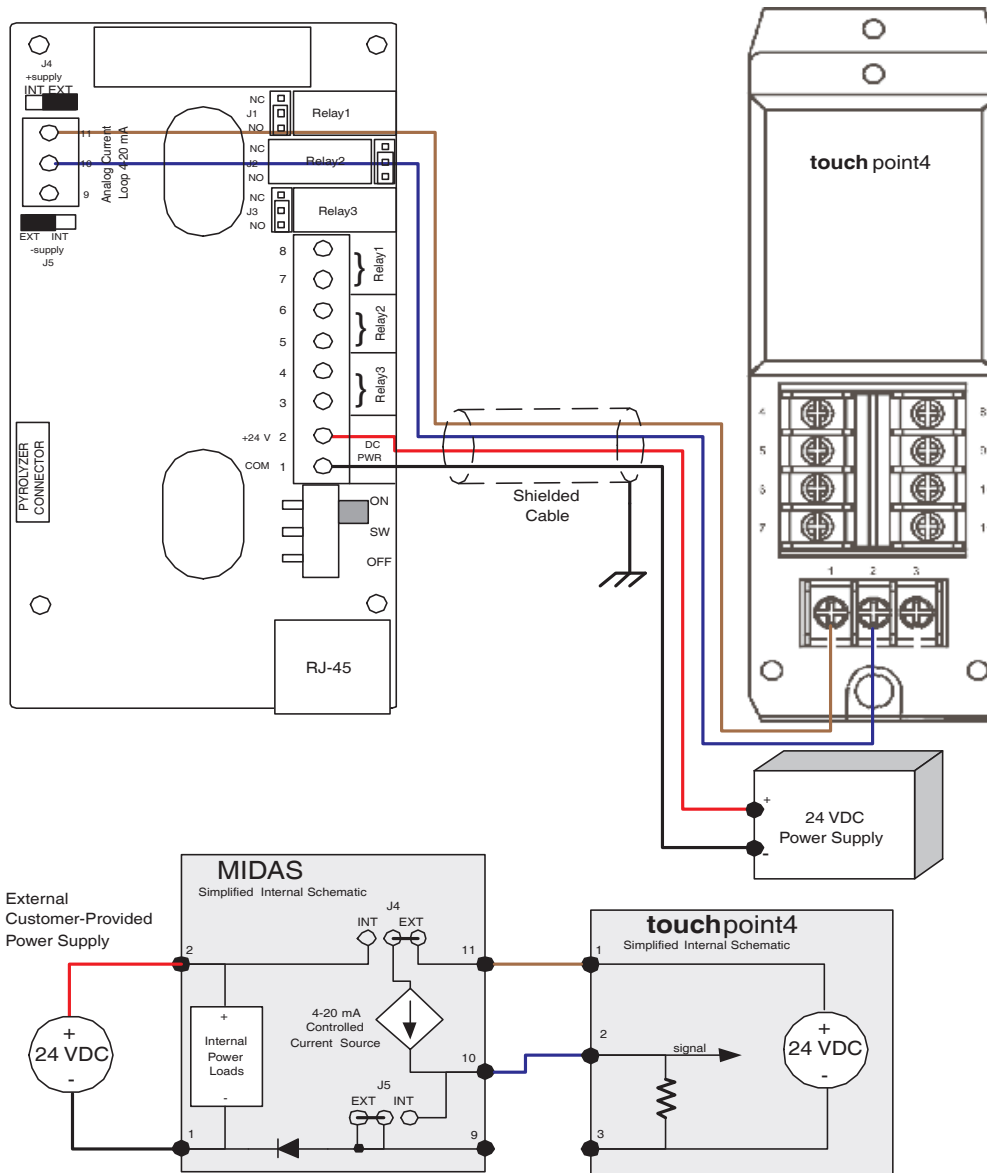 J4
+supply
INT EXT
11
10
9
Analog Current
Loop 4-20 mA
EXT INT
-supply
J5
NC
J1
NO
Relay1
NC
J2
NO
Relay2
NC
J3
NO
Relay3
8
7
} Relay1
6
5
} Relay2
4
3
} Relay3
+24 V 2
COM 1
DC
PWR
ON
SW
OFF
PYROLYZER
CONNECTOR
RJ-45
Shielded
Cable
touchpoint4
4
5
6
7
8
9
1
1
1 2 3
+
-
24 VDC
Power Supply
External
Customer-Provided
Power Supply
+
24 VDC
-
MIDAS
Simplified Internal Schematic
2
1
+
Internal
Power
Loads
-
J4
INT EXT
11
4-20 mA
Controlled
Current Source
10
J5
EXT INT
9
touchpoint4
Simplified Internal Schematic
1
2
signal
3
+
24 VDC
-